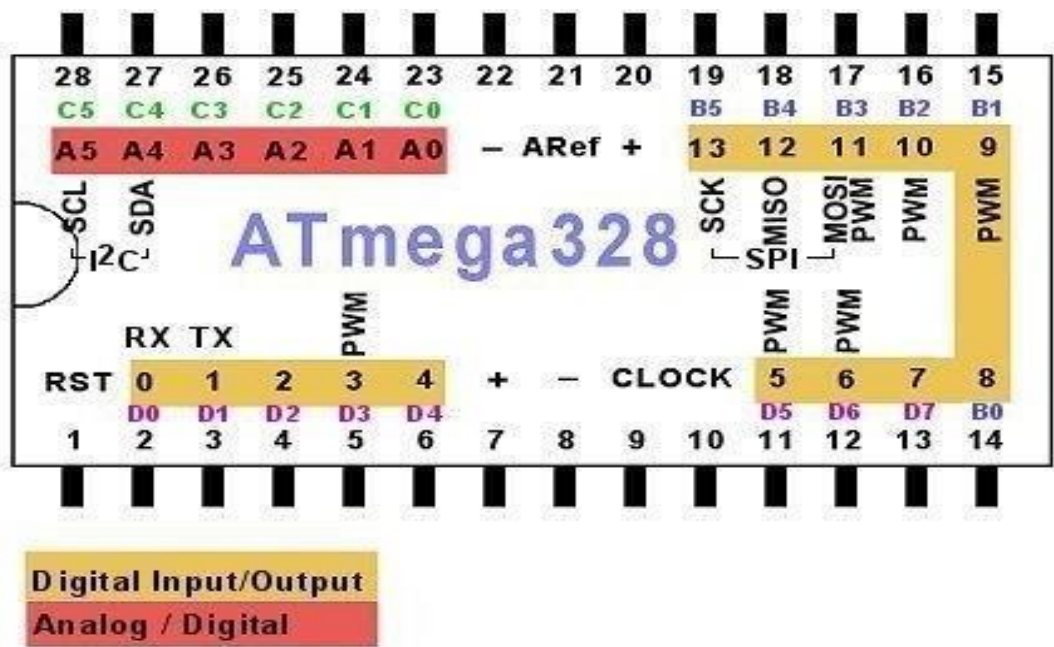 28 27 26 25 24 23 22 21 20 19 18 17 16 15
C5 C4 C3 C2 C1 C0 B5 B4 B3 B2 B1
A5 A4 A3 A2 A1 A0 – ARef + 13 12 11 10 9
SCL SDA SCK MISO MOSI PWM PWM PWM
I²C SPI
ATmega328
PWM PWM PWM
RX TX
RST 0 1 2 3 4 + – CLOCK 5 6 7 8
D0 D1 D2 D3 D4 D5 D6 D7 B0
1 2 3 4 5 6 7 8 9 10 11 12 13 14
Digital Input/Output
Analog / Digital